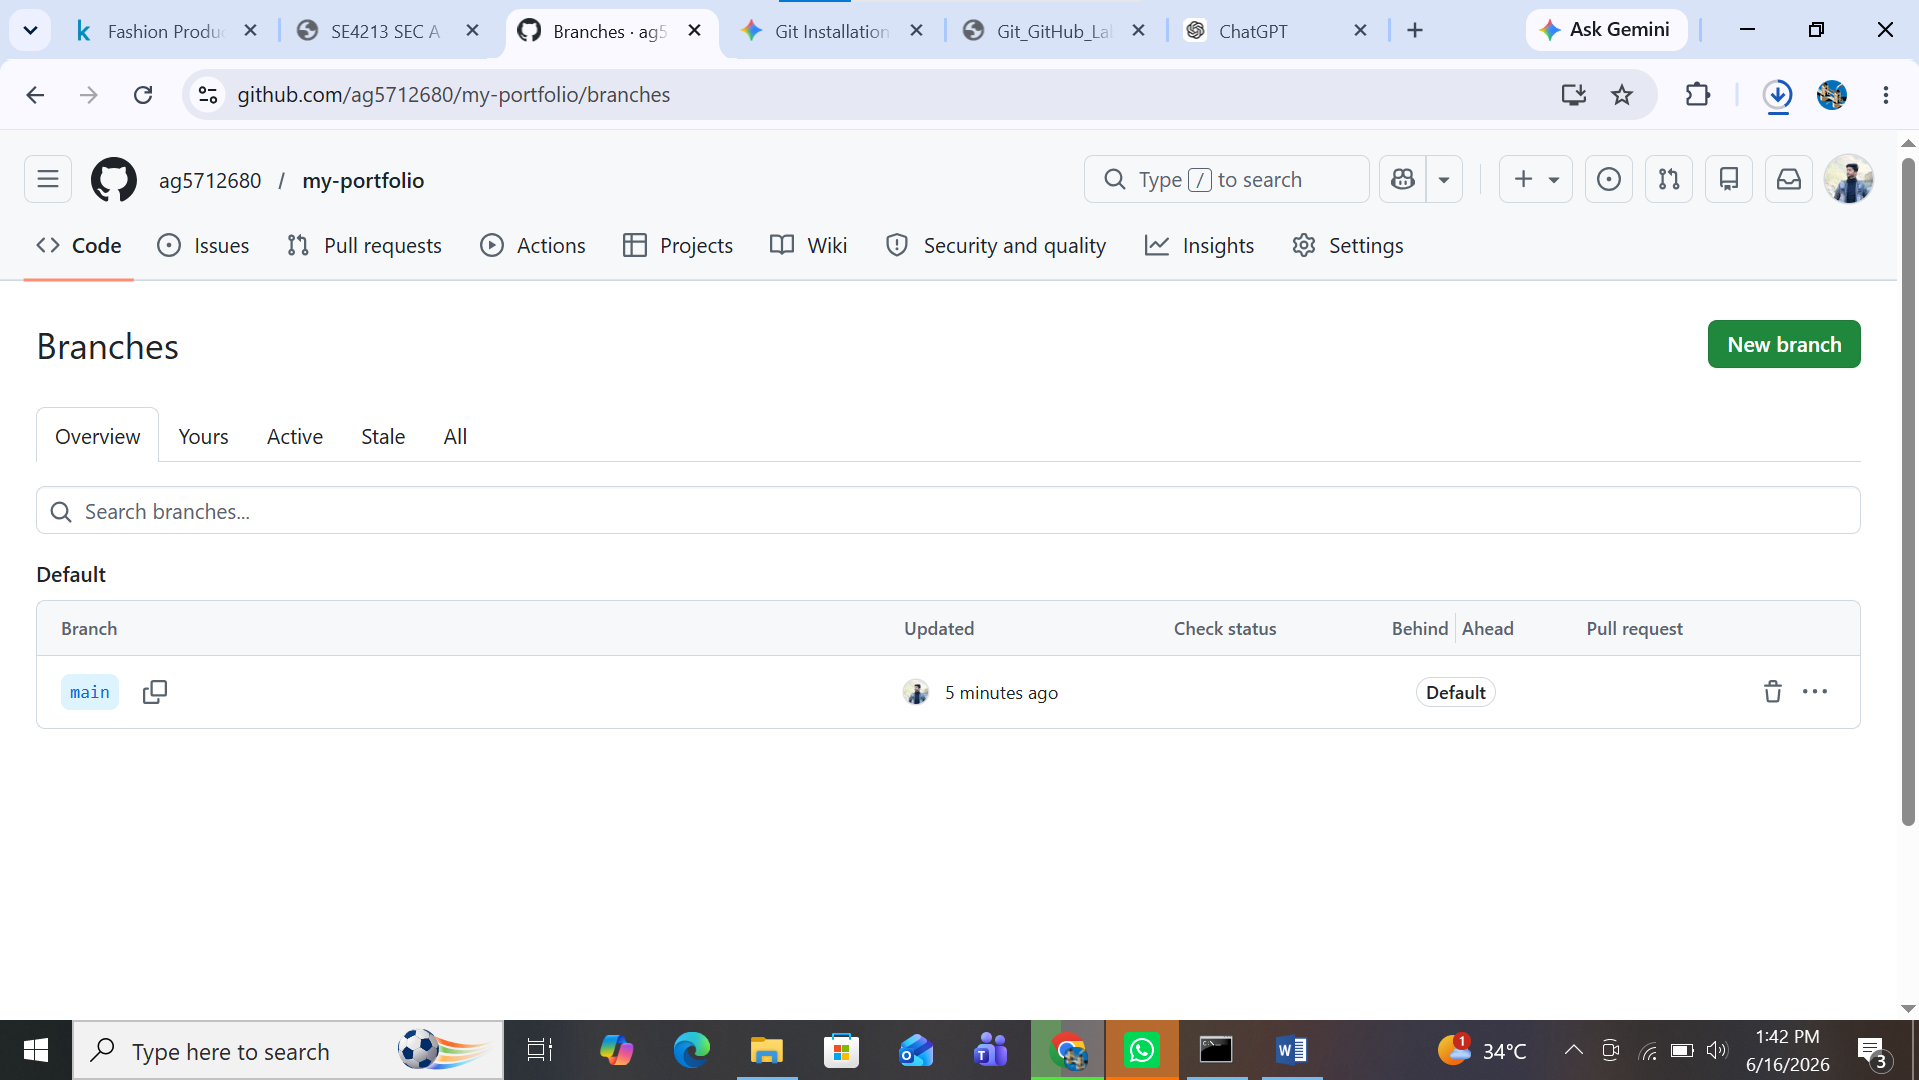 Fashion Produ
SE4213 SEC A
Branches · ag5
Git Installation
Git_GitHub_La
ChatGPT
Ask Gemini
github.com/ag5712680/my-portfolio/branches
ag5712680 / my-portfolio
Type / to search
Code
Issues
Pull requests
Actions
Projects
Wiki
Security and quality
Insights
Settings
Branches
New branch
Overview
Yours
Active
Stale
All
Search branches...
Default
Branch
Updated
Check status
Behind
Ahead
Pull request
main
5 minutes ago
Default
Type here to search
1
34°C
1:42 PM
6/16/2026
3